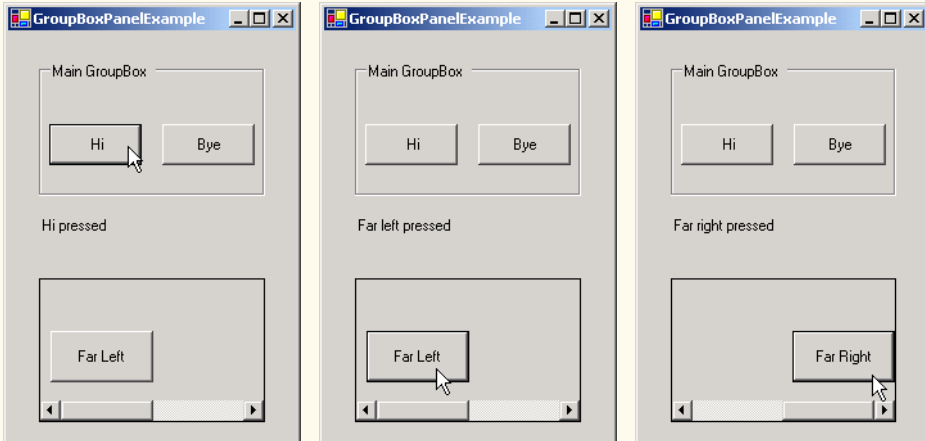 GroupBoxPanelExample
Main GroupBox
Hi
Bye
Hi pressed
Far Left
GroupBoxPanelExample
Main GroupBox
Hi
Bye
Far left pressed
Far Left
GroupBoxPanelExample
Main GroupBox
Hi
Bye
Far right pressed
Far Right